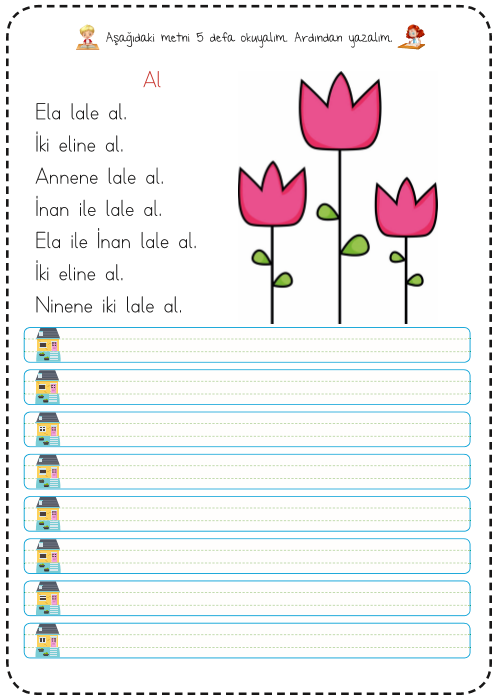 Aşağıdaki metni 5 defa okuyalım. Ardından yazalım.
Al
Ela lale al.
İki eline al.
Annene lale al.
İnan ile lale al.
Ela ile İnan lale al.
İki eline al.
Ninene iki lale al.